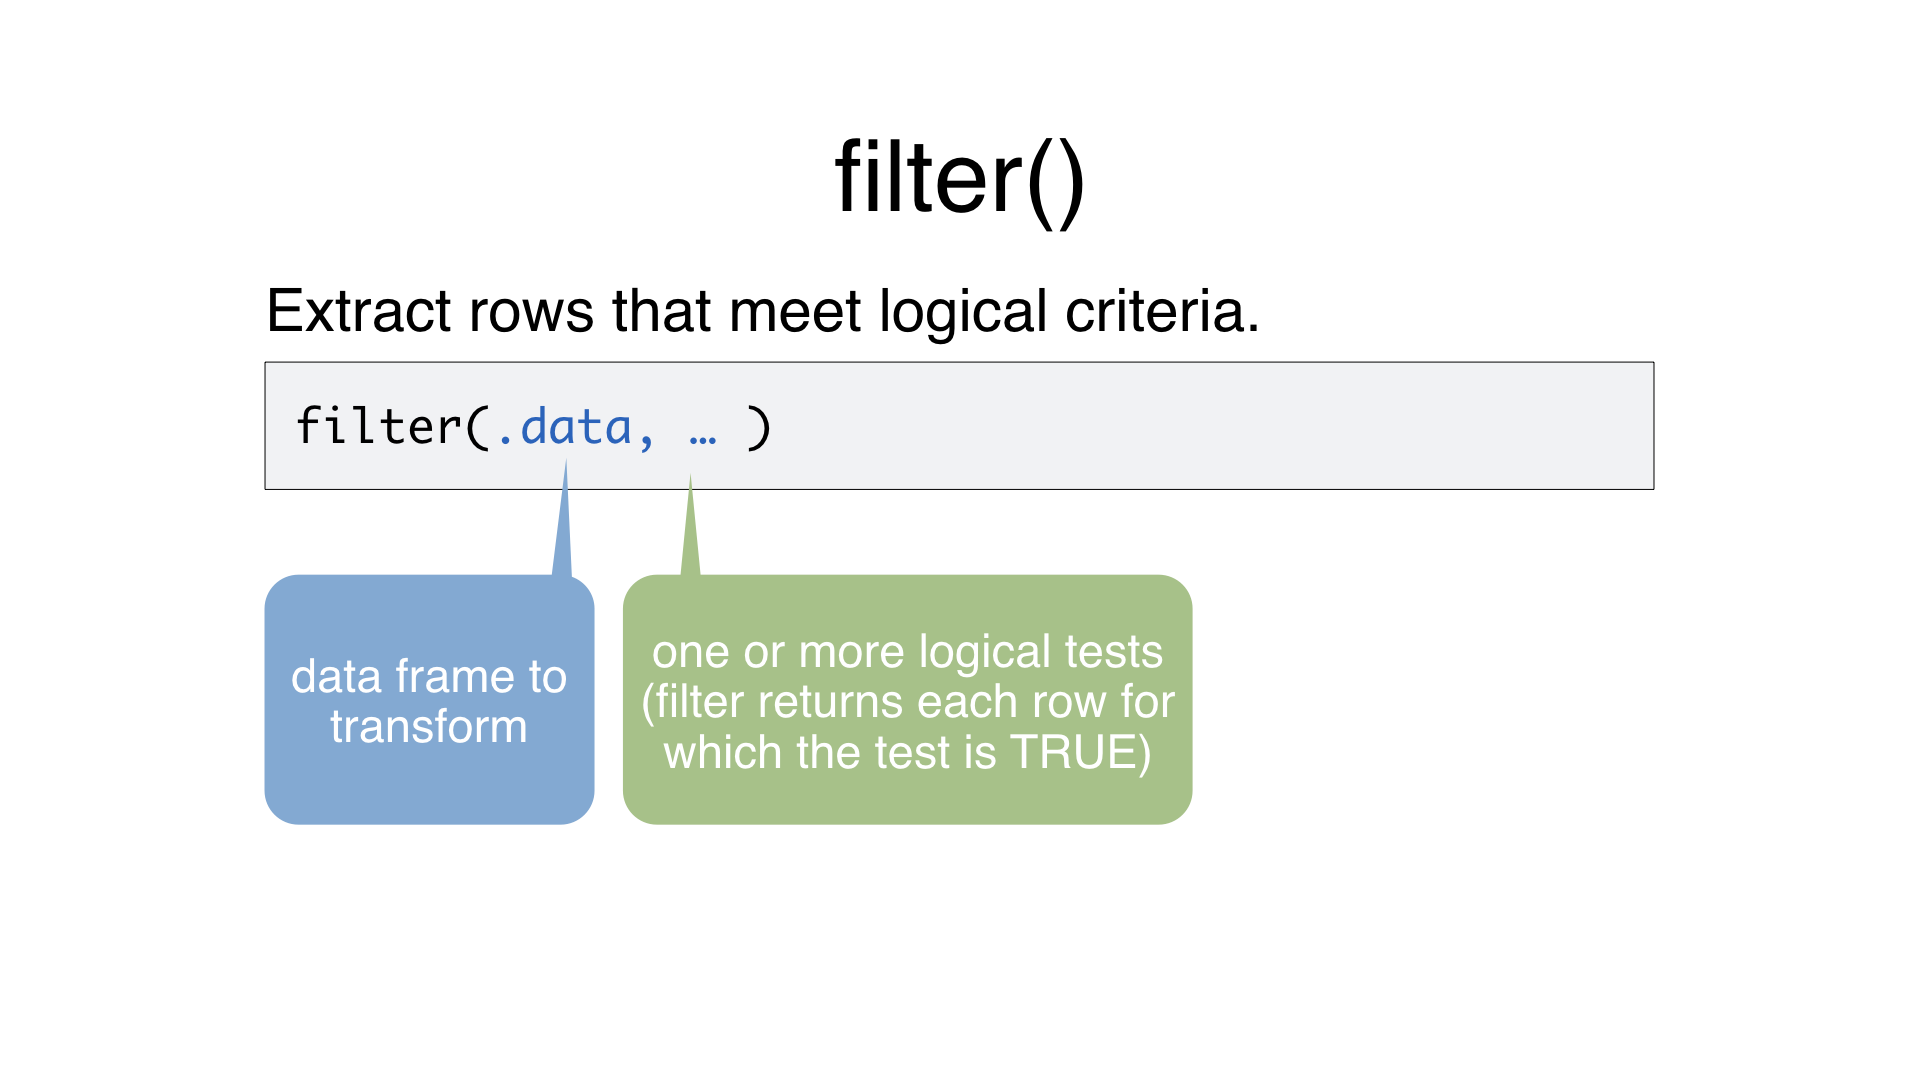 filter()
Extract rows that meet logical criteria.
filter(.data, … )
data frame to
transform
one or more logical tests
(filter returns each row for
which the test is TRUE)